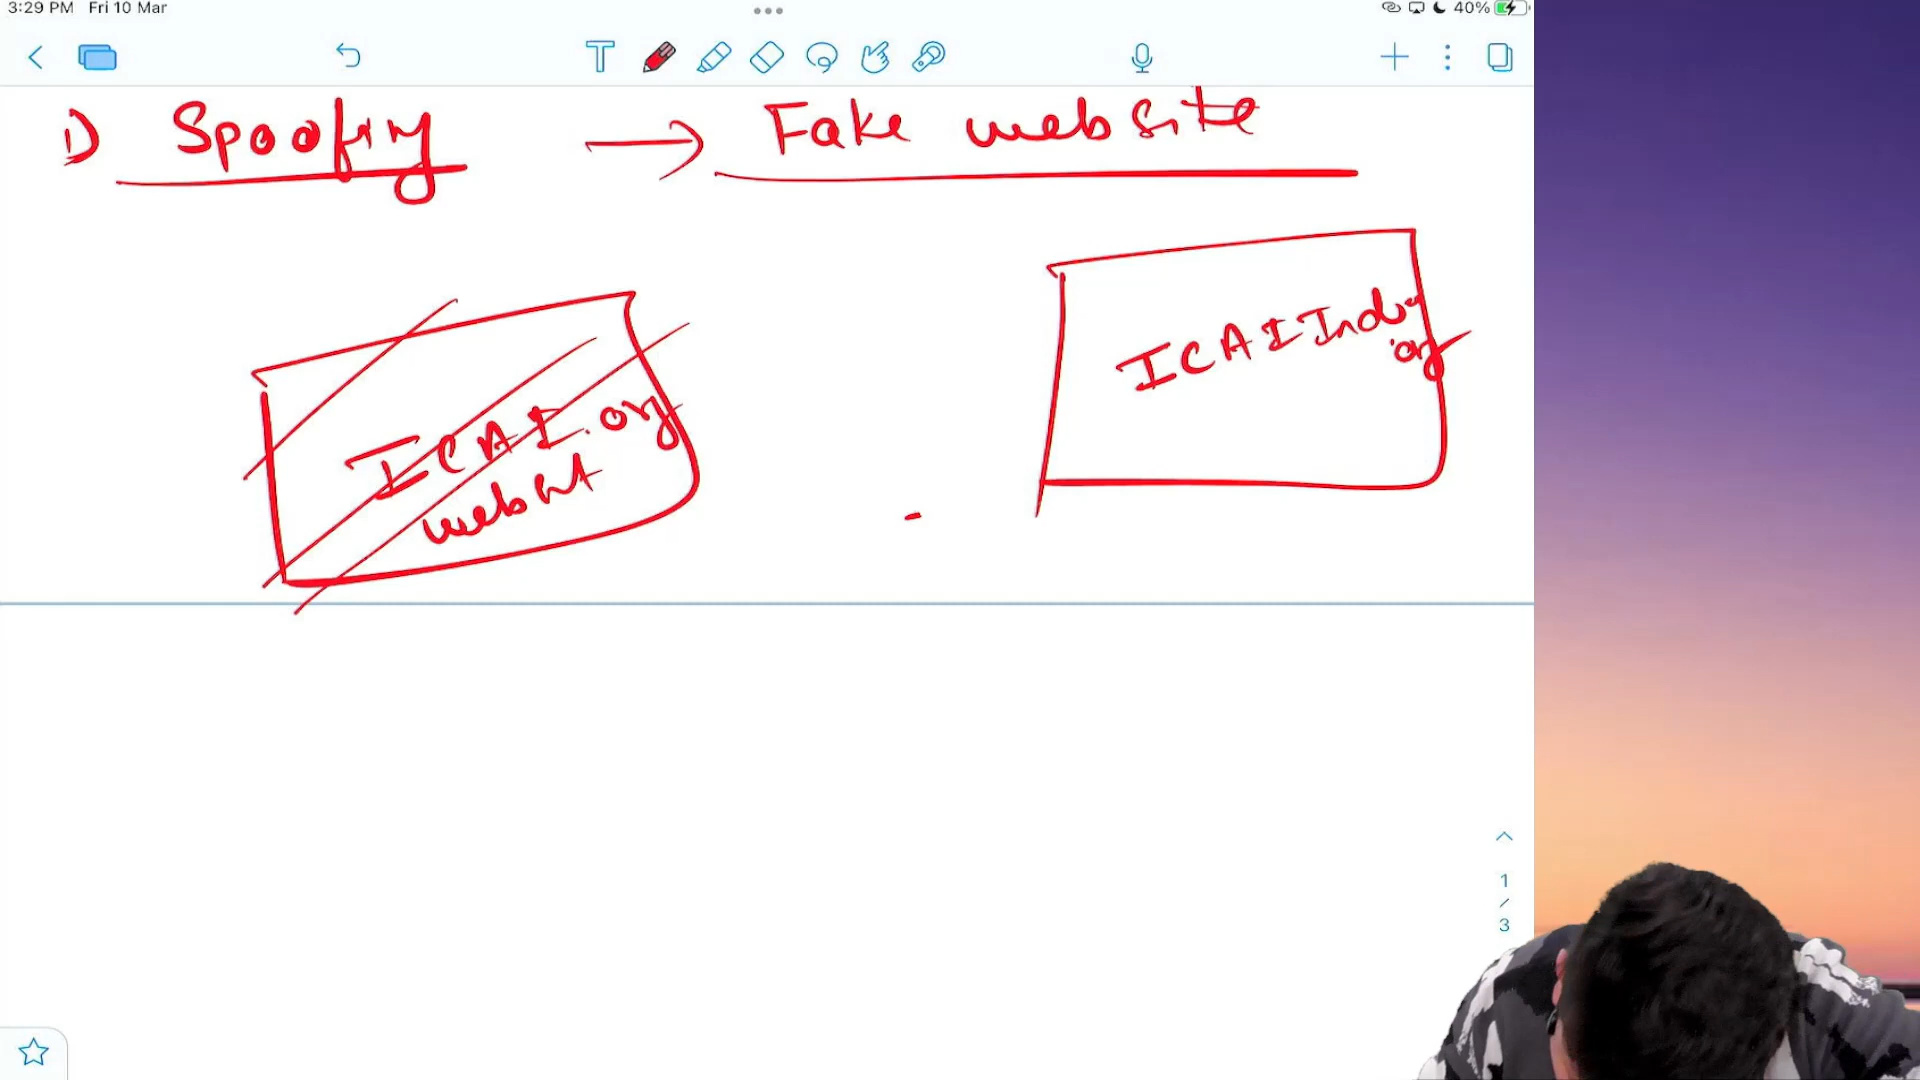 3:29 PM Fri 10 Mar
40%
1) Spoofing → Fake website
ICAI.org
website
ICAIIndia
.org
1
/
3